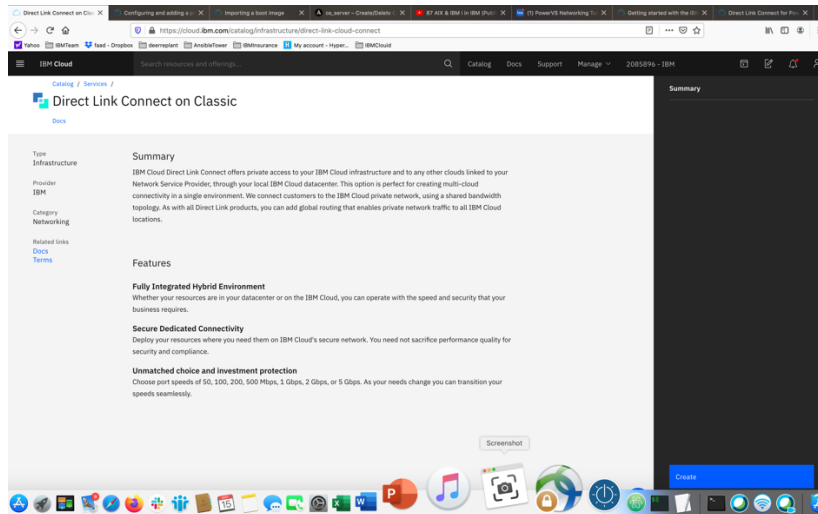 Direct Link Connect on Clas
Configuring and adding a p
Importing a boot image
os_server – Create/Delete
67 AIX & IBM i in IBM (Publi
(1) PowerVS Networking Tu
Getting started with the IB
Direct Link Connect for Pow
https://cloud.ibm.com/catalog/infrastructure/direct-link-cloud-connect
Yahoo IBMTeam fsad - Dropbox deerreplant AnsibleTower IBMInsurance My account - Hyper... IBMClouid
IBM Cloud Search resources and offerings... Catalog Docs Support Manage 2085896 - IBM
Catalog / Services /
Direct Link Connect on Classic
Docs
Summary
Type
Infrastructure
Provider
IBM
Category
Networking
Related links
Docs
Terms
Summary
IBM Cloud Direct Link Connect offers private access to your IBM Cloud infrastructure and to any other clouds linked to your
Network Service Provider, through your local IBM Cloud datacenter. This option is perfect for creating multi-cloud
connectivity in a single environment. We connect customers to the IBM Cloud private network, using a shared bandwidth
topology. As with all Direct Link products, you can add global routing that enables private network traffic to all IBM Cloud
locations.
Features
Fully Integrated Hybrid Environment
Whether your resources are in your datacenter or on the IBM Cloud, you can operate with the speed and security that your
business requires.
Secure Dedicated Connectivity
Deploy your resources where you need them on IBM Cloud's secure network. You need not sacrifice performance quality for
security and compliance.
Unmatched choice and investment protection
Choose port speeds of 50, 100, 200, 500 Mbps, 1 Gbps, 2 Gbps, or 5 Gbps. As your needs change you can transition your
speeds seamlessly.
Screenshot
Create
15